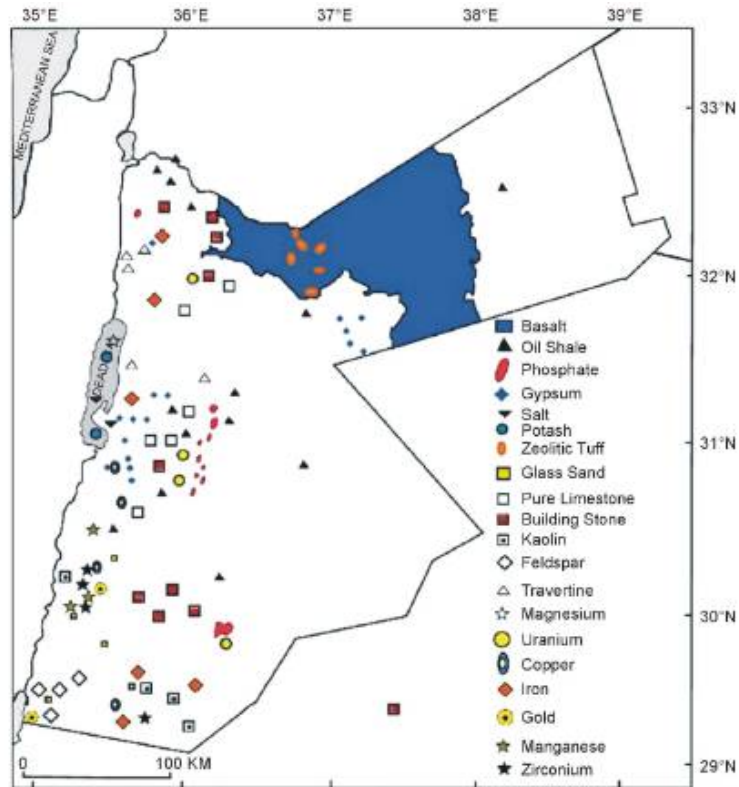 35°E 36°E 37°E 38°E 39°E
MEDITERRANEAN SEA
33°N
32°N
DEAD
31°N
30°N
29°N
Basalt
Oil Shale
Phosphate
Gypsum
Salt
Potash
Zeolitic Tuff
Glass Sand
Pure Limestone
Building Stone
Kaolin
Feldspar
Travertine
Magnesium
Uranium
Copper
Iron
Gold
Manganese
Zirconium
0 100 KM